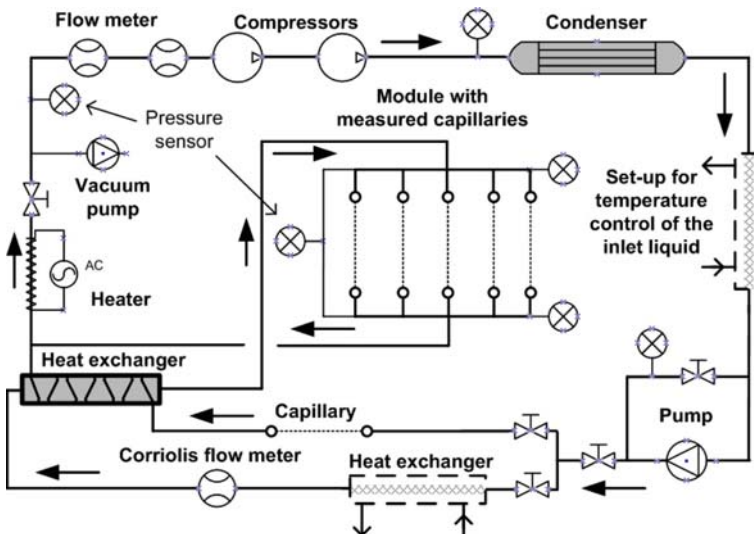 Flow meter
Compressors
Condenser
Pressure
sensor
Module with
measured capillaries
Vacuum
pump
Set-up for
temperature
control of the
inlet liquid
AC
Heater
Heat exchanger
Capillary
Pump
Corriolis flow meter
Heat exchanger